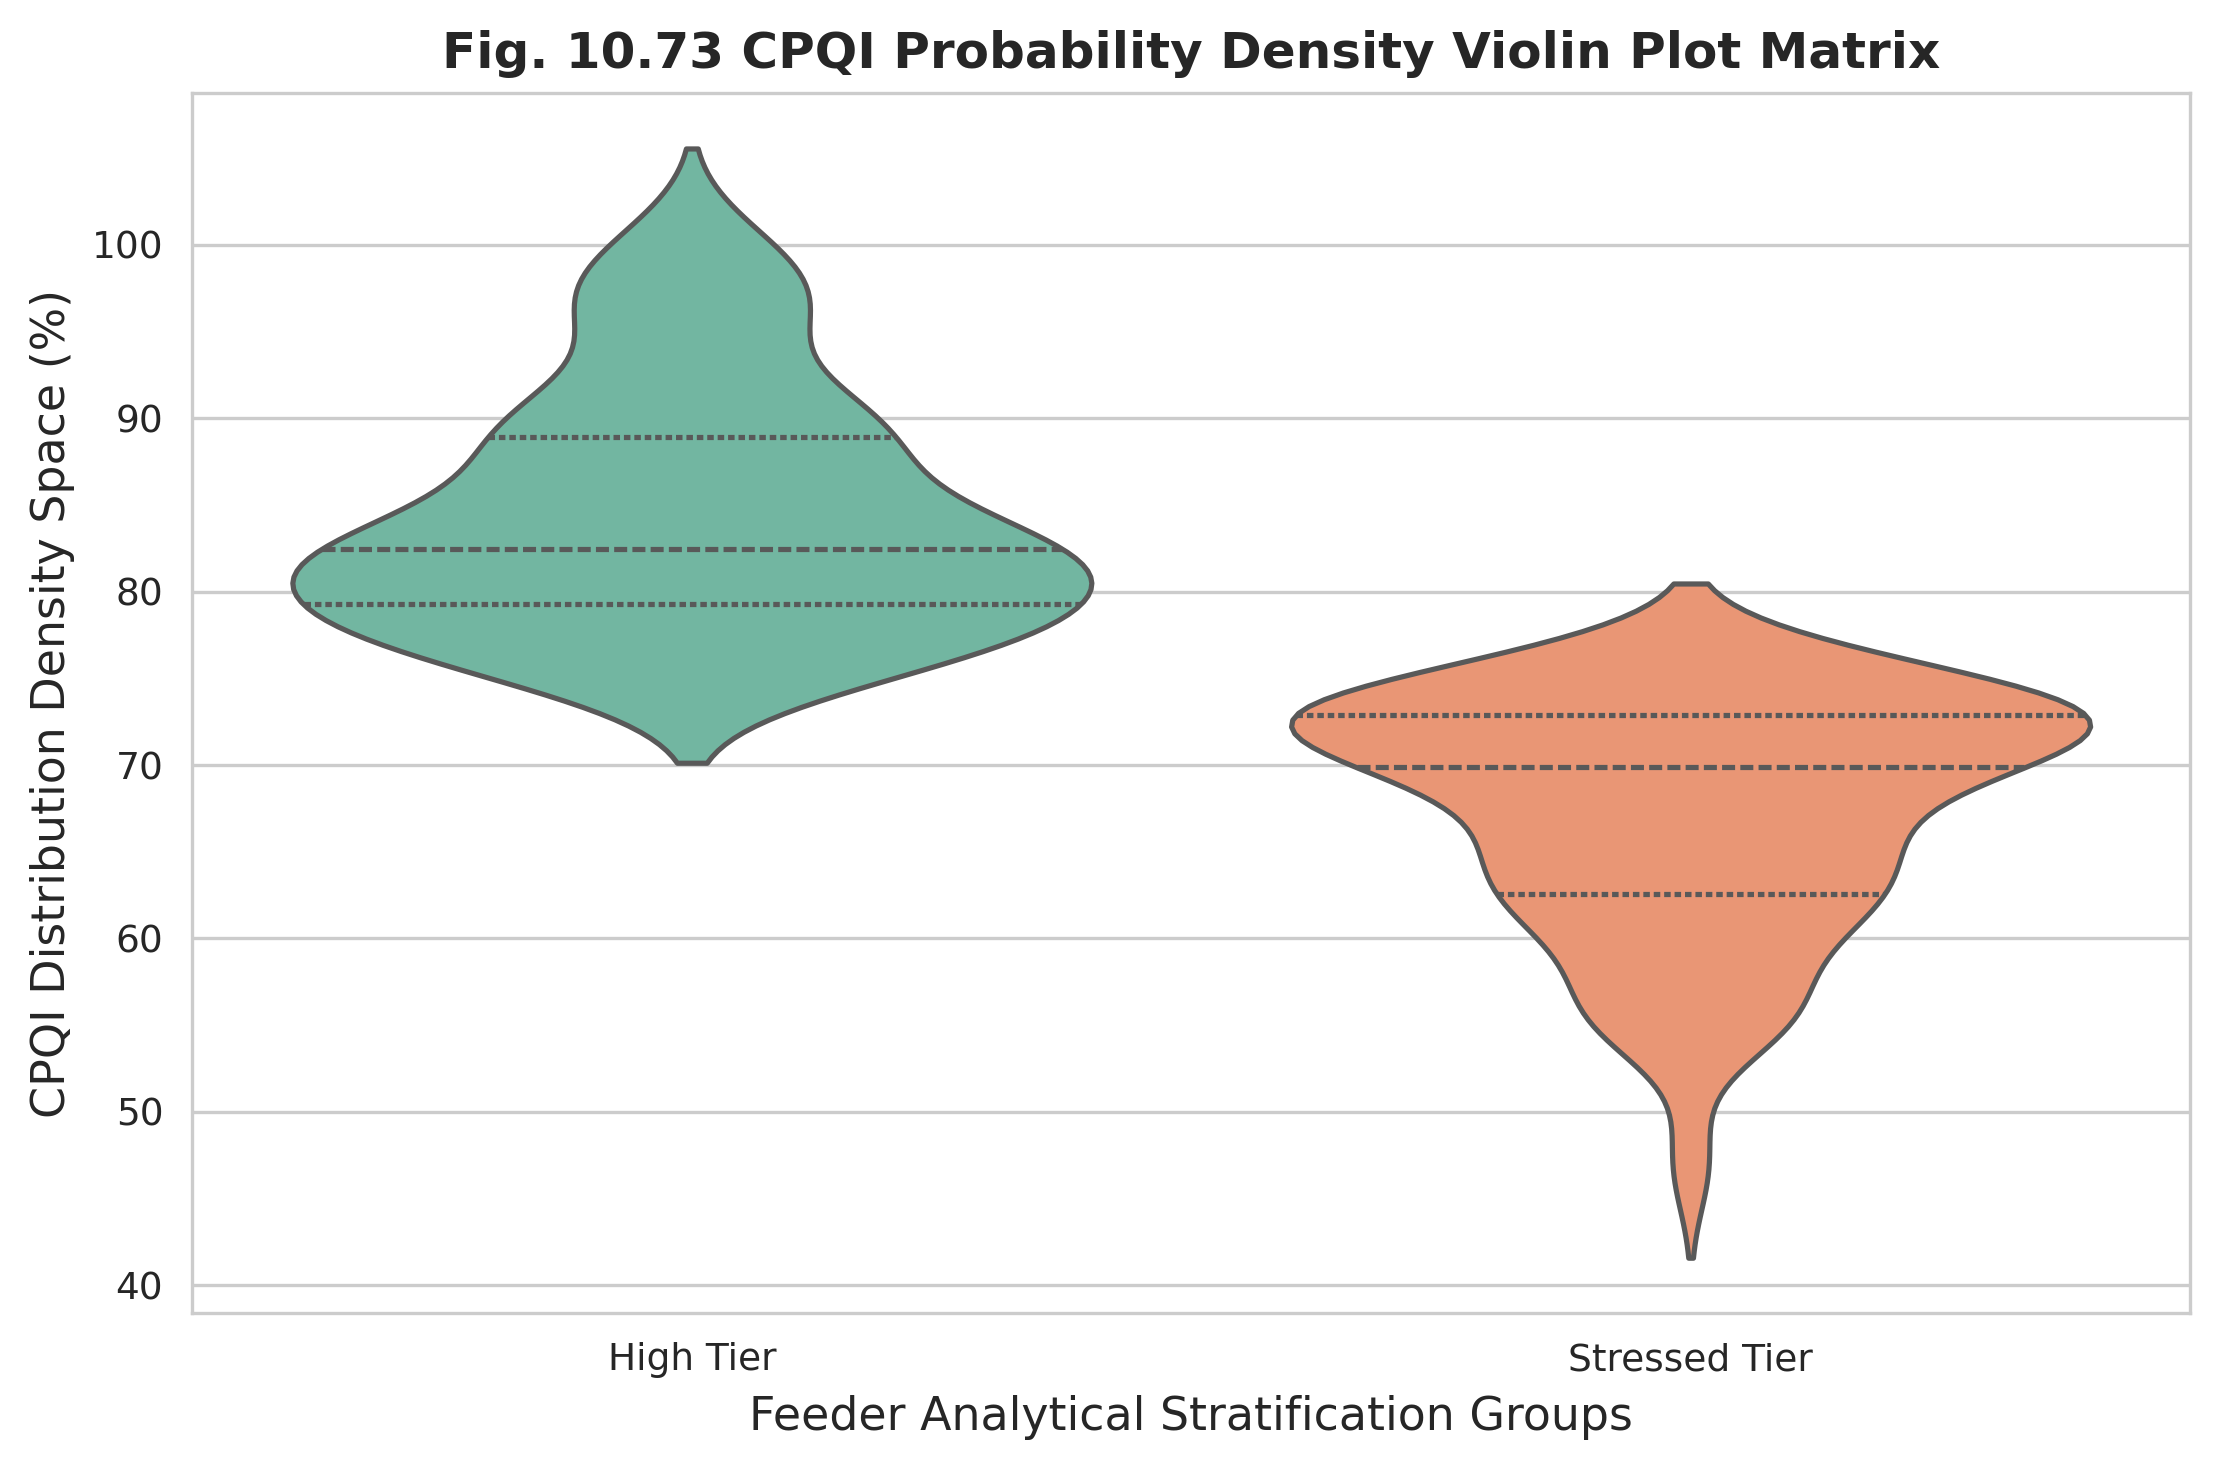 Fig. 10.73 CPQI Probability Density Violin Plot Matrix
CPQI Distribution Density Space (%)
100
90
80
70
60
50
40
High Tier
Stressed Tier
Feeder Analytical Stratification Groups